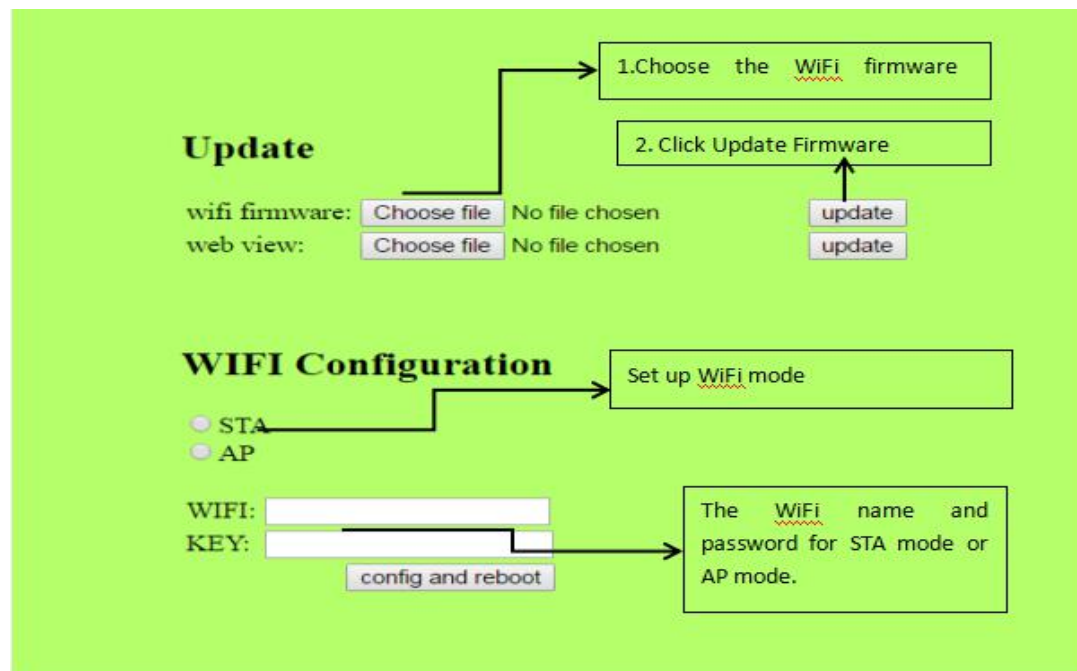 1.Choose the WiFi firmware
Update
2. Click Update Firmware
wifi firmware: Choose file No file chosen update
web view: Choose file No file chosen update
WIFI Configuration
Set up WiFi mode
STA
AP
WIFI:
KEY:
config and reboot
The WiFi name and
password for STA mode or
AP mode.